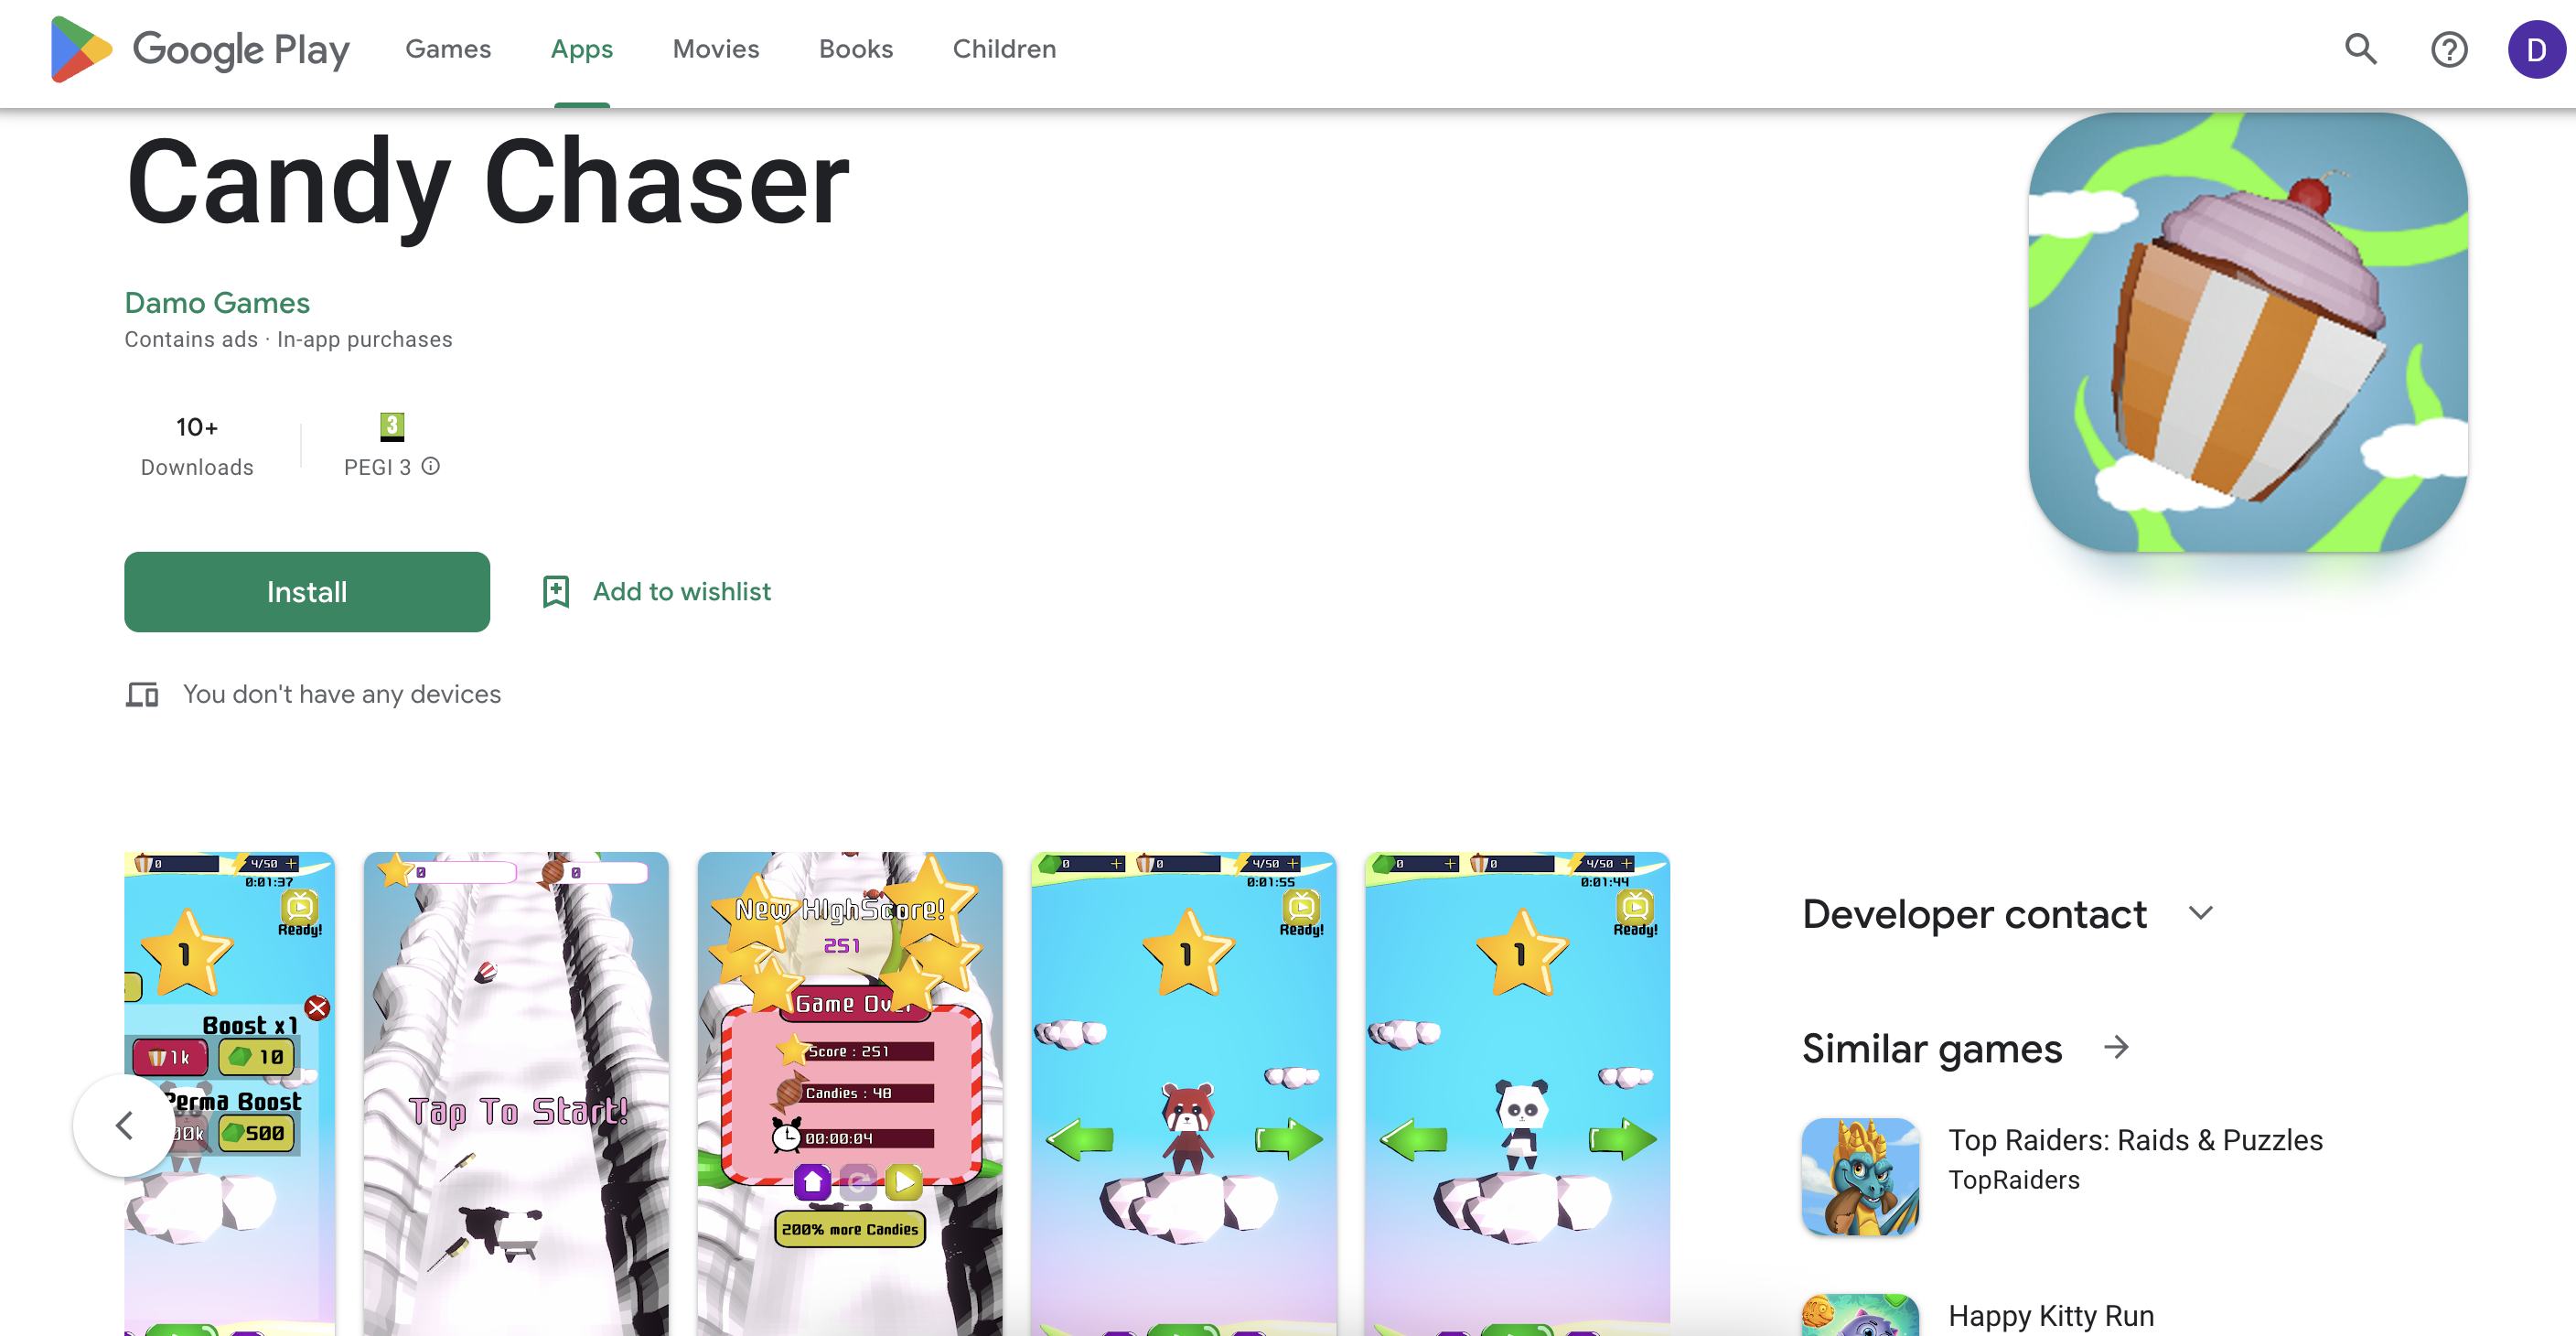 Google Play
Games
Apps
Movies
Books
Children
D
Candy Chaser
Damo Games
Contains ads · In-app purchases
10+
Downloads
3
PEGI 3
Install
Add to wishlist
You don't have any devices
0
4/50 +
0:01:37
1
Ready!
Boost x1
1k
10
Perma Boost
00k
500
0
0
Tap To Start!
New HighScore!
251
Game Over
Score : 251
Candies : 48
00:00:04
200% more Candies
0 +
0
4/50 +
0:01:55
1
Ready!
0 +
0
4/50 +
0:01:44
1
Ready!
Developer contact
Similar games
Top Raiders: Raids & Puzzles
TopRaiders
Happy Kitty Run